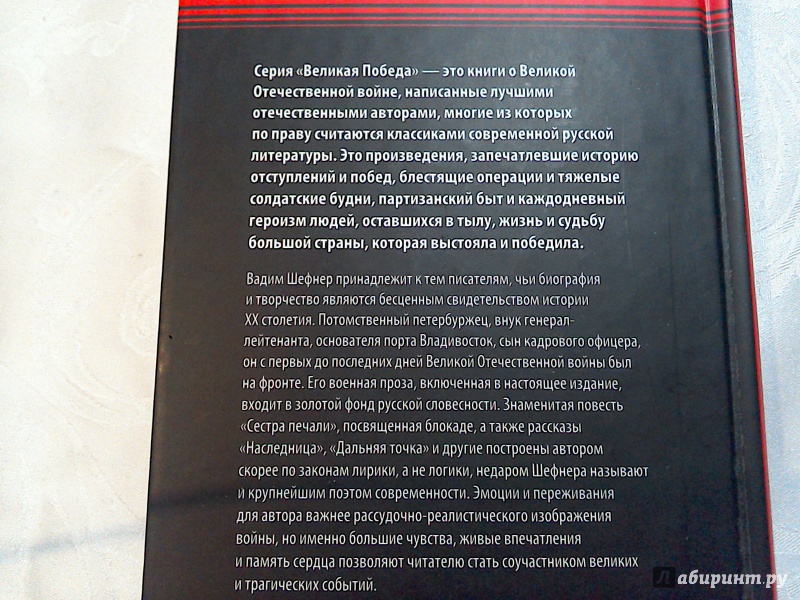 Серия «Великая Победа» — это книги о Великой
Отечественной войне, написанные лучшими
отечественными авторами, многие из которых
по праву считаются классиками современной русской
литературы. Это произведения, запечатлевшие историю
отступлений и побед, блестящие операции и тяжелые
солдатские будни, партизанский быт и каждодневный
героизм людей, оставшихся в тылу, жизнь и судьбу
большой страны, которая выстояла и победила.
Вадим Шефнер принадлежит к тем писателям, чьи биография
и творчество являются бесценным свидетельством истории
XX столетия. Потомственный петербуржец, внук генерал-
лейтенанта, основателя порта Владивосток, сын кадрового офицера,
он с первых до последних дней Великой Отечественной войны был
на фронте. Его военная проза, включенная в настоящее издание,
входит в золотой фонд русской словесности. Знаменитая повесть
«Сестра печали», посвященная блокаде, а также рассказы
«Наследница», «Дальняя точка» и другие построены автором
скорее по законам лирики, а не логики, недаром Шефнера называют
и крупнейшим поэтом современности. Эмоции и переживания
для автора важнее рассудочно-реалистического изображения
войны, но именно большие чувства, живые впечатления
и память сердца позволяют читателю стать соучастником великих
и трагических событий.
Лабиринт.ру